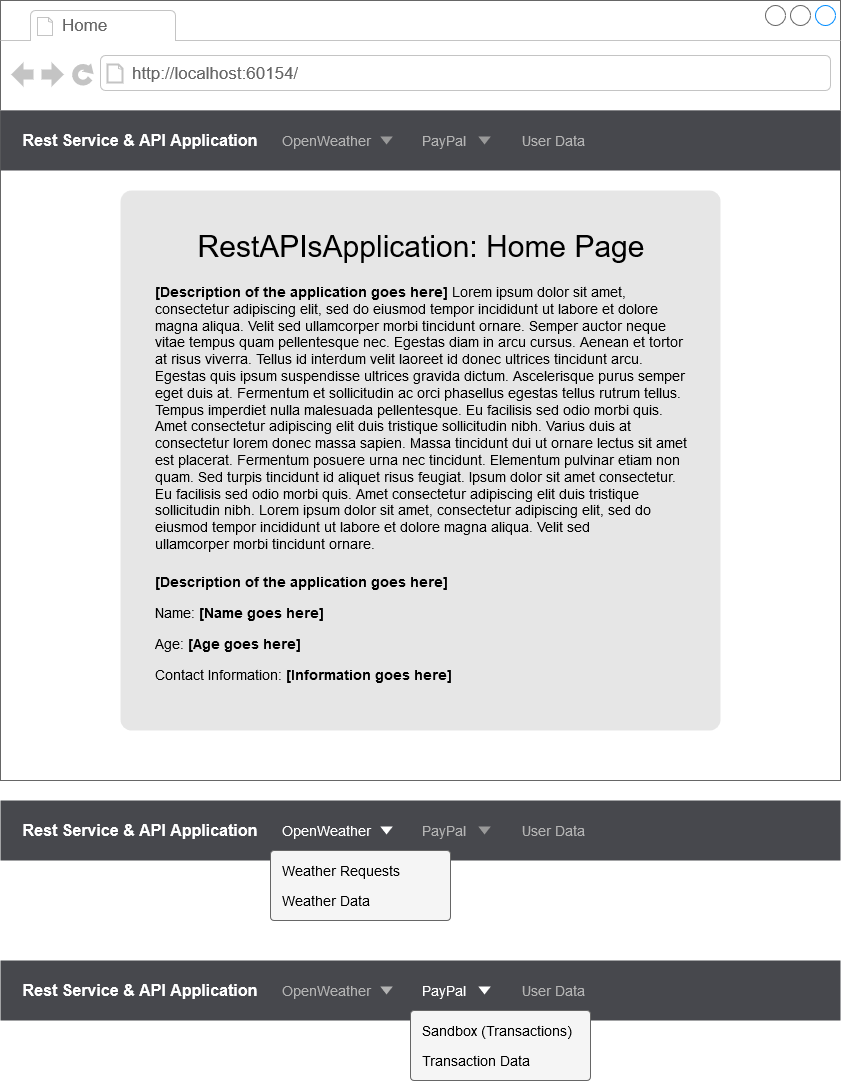 Home
http://localhost:60154/
Rest Service & API Application OpenWeather PayPal User Data
RestAPIsApplication: Home Page
[Description of the application goes here] Lorem ipsum dolor sit amet,
consectetur adipiscing elit, sed do eiusmod tempor incididunt ut labore et dolore
magna aliqua. Velit sed ullamcorper morbi tincidunt ornare. Semper auctor neque
vitae tempus quam pellentesque nec. Egestas diam in arcu cursus. Aenean et tortor
at risus viverra. Tellus id interdum velit laoreet id donec ultrices tincidunt arcu.
Egestas quis ipsum suspendisse ultrices gravida dictum. Ascelerisque purus semper
eget duis at. Fermentum et sollicitudin ac orci phasellus egestas tellus rutrum tellus.
Tempus imperdiet nulla malesuada pellentesque. Eu facilisis sed odio morbi quis.
Amet consectetur adipiscing elit duis tristique sollicitudin nibh. Varius duis at
consectetur lorem donec massa sapien. Massa tincidunt dui ut ornare lectus sit amet
est placerat. Fermentum posuere urna nec tincidunt. Elementum pulvinar etiam non
quam. Sed turpis tincidunt id aliquet risus feugiat. Ipsum dolor sit amet consectetur.
Eu facilisis sed odio morbi quis. Amet consectetur adipiscing elit duis tristique
sollicitudin nibh. Lorem ipsum dolor sit amet, consectetur adipiscing elit, sed do
eiusmod tempor incididunt ut labore et dolore magna aliqua. Velit sed
ullamcorper morbi tincidunt ornare.
[Description of the application goes here]
Name: [Name goes here]
Age: [Age goes here]
Contact Information: [Information goes here]
Rest Service & API Application OpenWeather PayPal User Data
Weather Requests
Weather Data
Rest Service & API Application OpenWeather PayPal User Data
Sandbox (Transactions)
Transaction Data